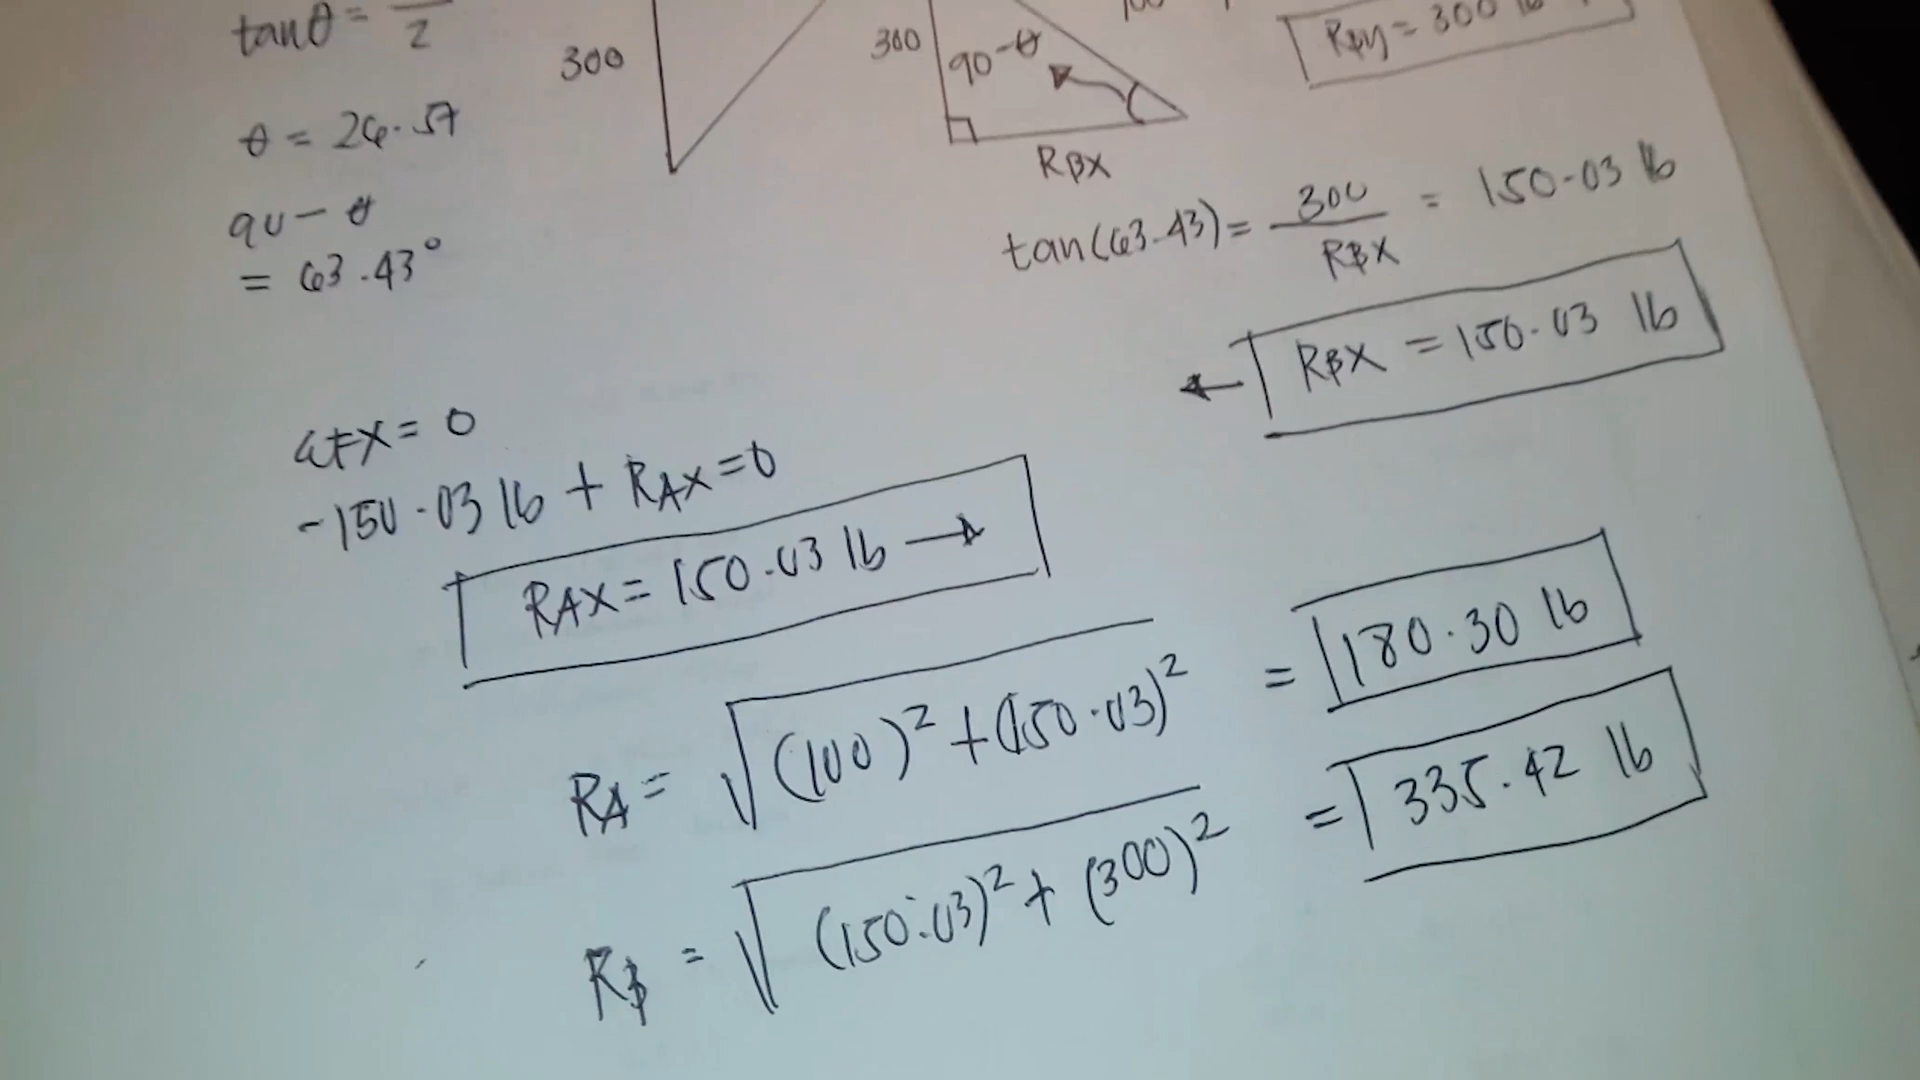 tanθ = 2
300
300
90-θ
RBY = 300 lb
θ = 26.57
RBX
90-θ
= 63.43°
tan(63.43) = 300/RBX = 150.03 lb
← RBX = 150.03 lb
ΣFX = 0
-150.03 lb + RAX = 0
RAX = 150.03 lb →
RA = √(100)² + (150.03)² = 180.30 lb
RB = √(150.03)² + (300)² = 335.42 lb